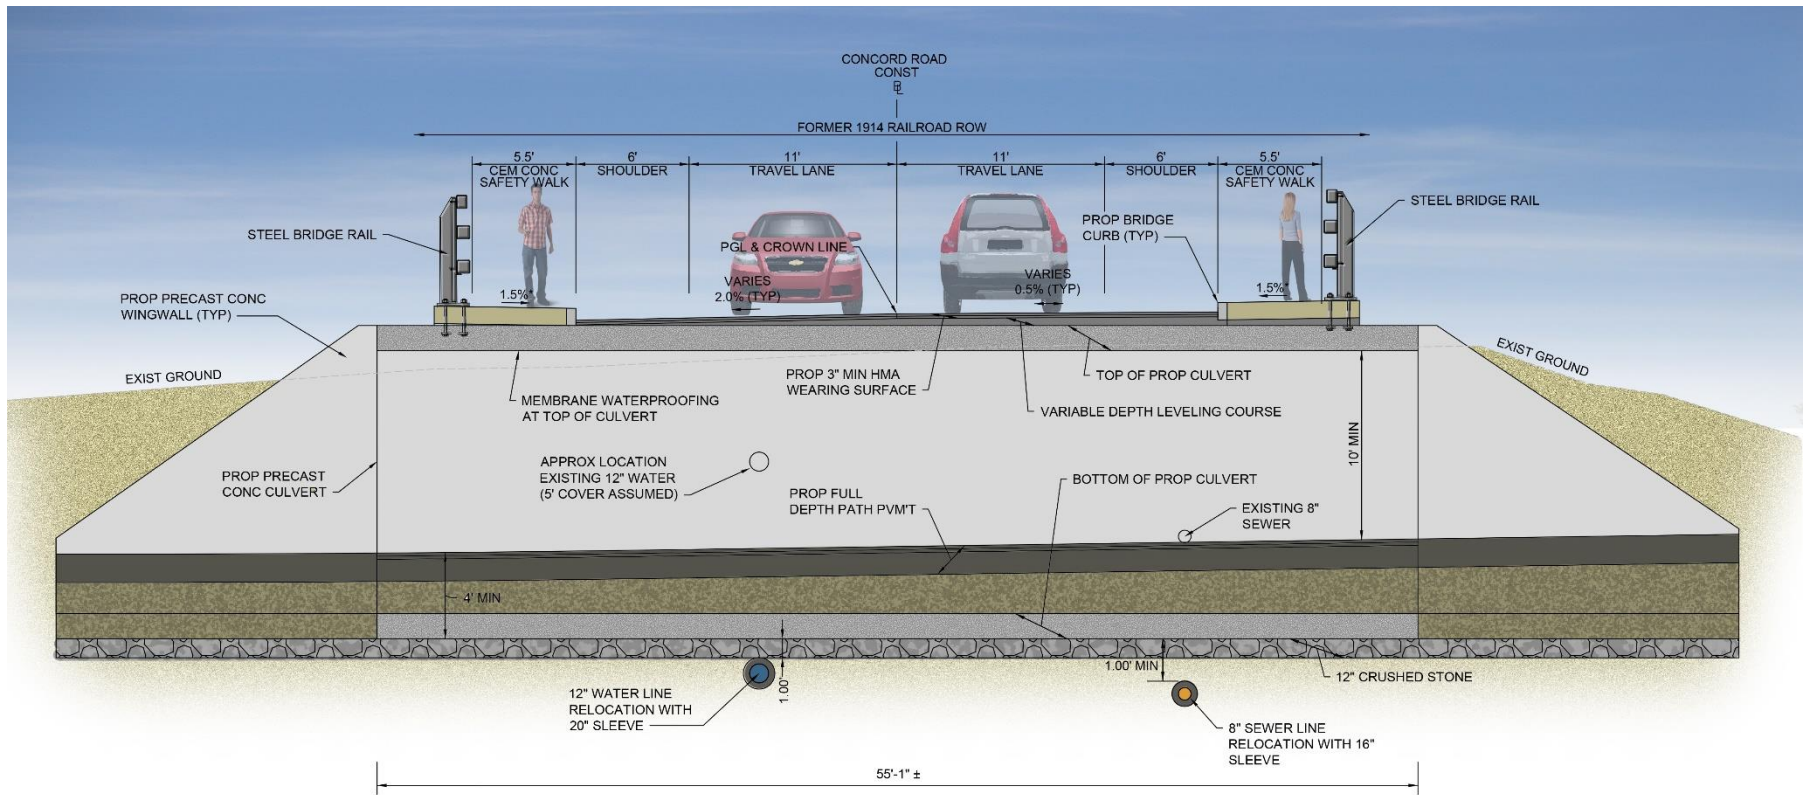 CONCORD ROAD
CONST
BL
FORMER 1914 RAILROAD ROW
5.5'
CEM CONC
SAFETY WALK
6'
SHOULDER
11'
TRAVEL LANE
11'
TRAVEL LANE
6'
SHOULDER
5.5'
CEM CONC
SAFETY WALK
STEEL BRIDGE RAIL
PGL & CROWN LINE
PROP BRIDGE
CURB (TYP)
STEEL BRIDGE RAIL
PROP PRECAST CONC
WINGWALL (TYP)
1.5%*
VARIES
2.0% (TYP)
VARIES
0.5% (TYP)
1.5%*
EXIST GROUND
EXIST GROUND
MEMBRANE WATERPROOFING
AT TOP OF CULVERT
PROP 3" MIN HMA
WEARING SURFACE
TOP OF PROP CULVERT
VARIABLE DEPTH LEVELING COURSE
10' MIN
PROP PRECAST
CONC CULVERT
APPROX LOCATION
EXISTING 12" WATER
(5' COVER ASSUMED)
PROP FULL
DEPTH PATH PVM'T
BOTTOM OF PROP CULVERT
EXISTING 8"
SEWER
4' MIN
1.00'
1.00' MIN
12" CRUSHED STONE
12" WATER LINE
RELOCATION WITH
20" SLEEVE
8" SEWER LINE
RELOCATION WITH 16"
SLEEVE
55'-1" ±